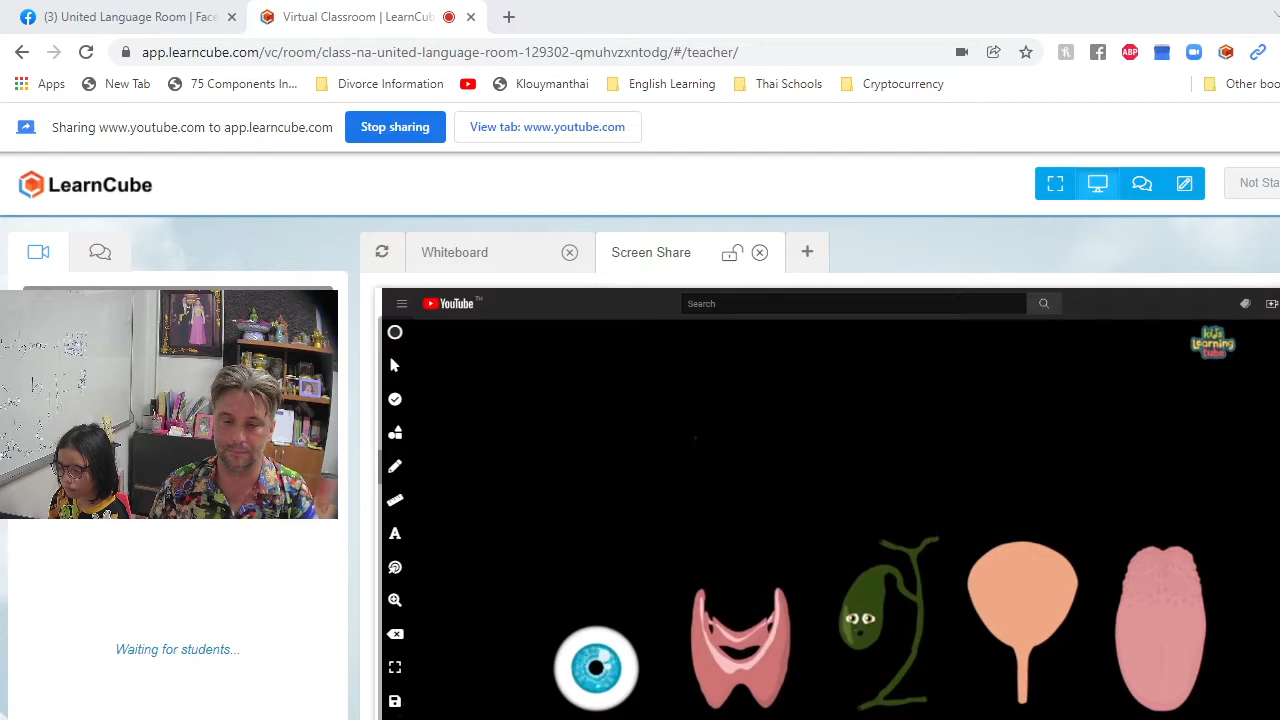 (3) United Language Room | Face
Virtual Classroom | LearnCub
app.learncube.com/vc/room/class-na-united-language-room-129302-qmuhvzxntodg/#/teacher/
ABP
Apps
New Tab
75 Components In...
Divorce Information
Klouymanthai
English Learning
Thai Schools
Cryptocurrency
Other boo
Sharing www.youtube.com to app.learncube.com
Stop sharing
View tab: www.youtube.com
LearnCube
Not Sta
Whiteboard
Screen Share
YouTube TH
Search
kids
Learning
tube
A
Waiting for students...